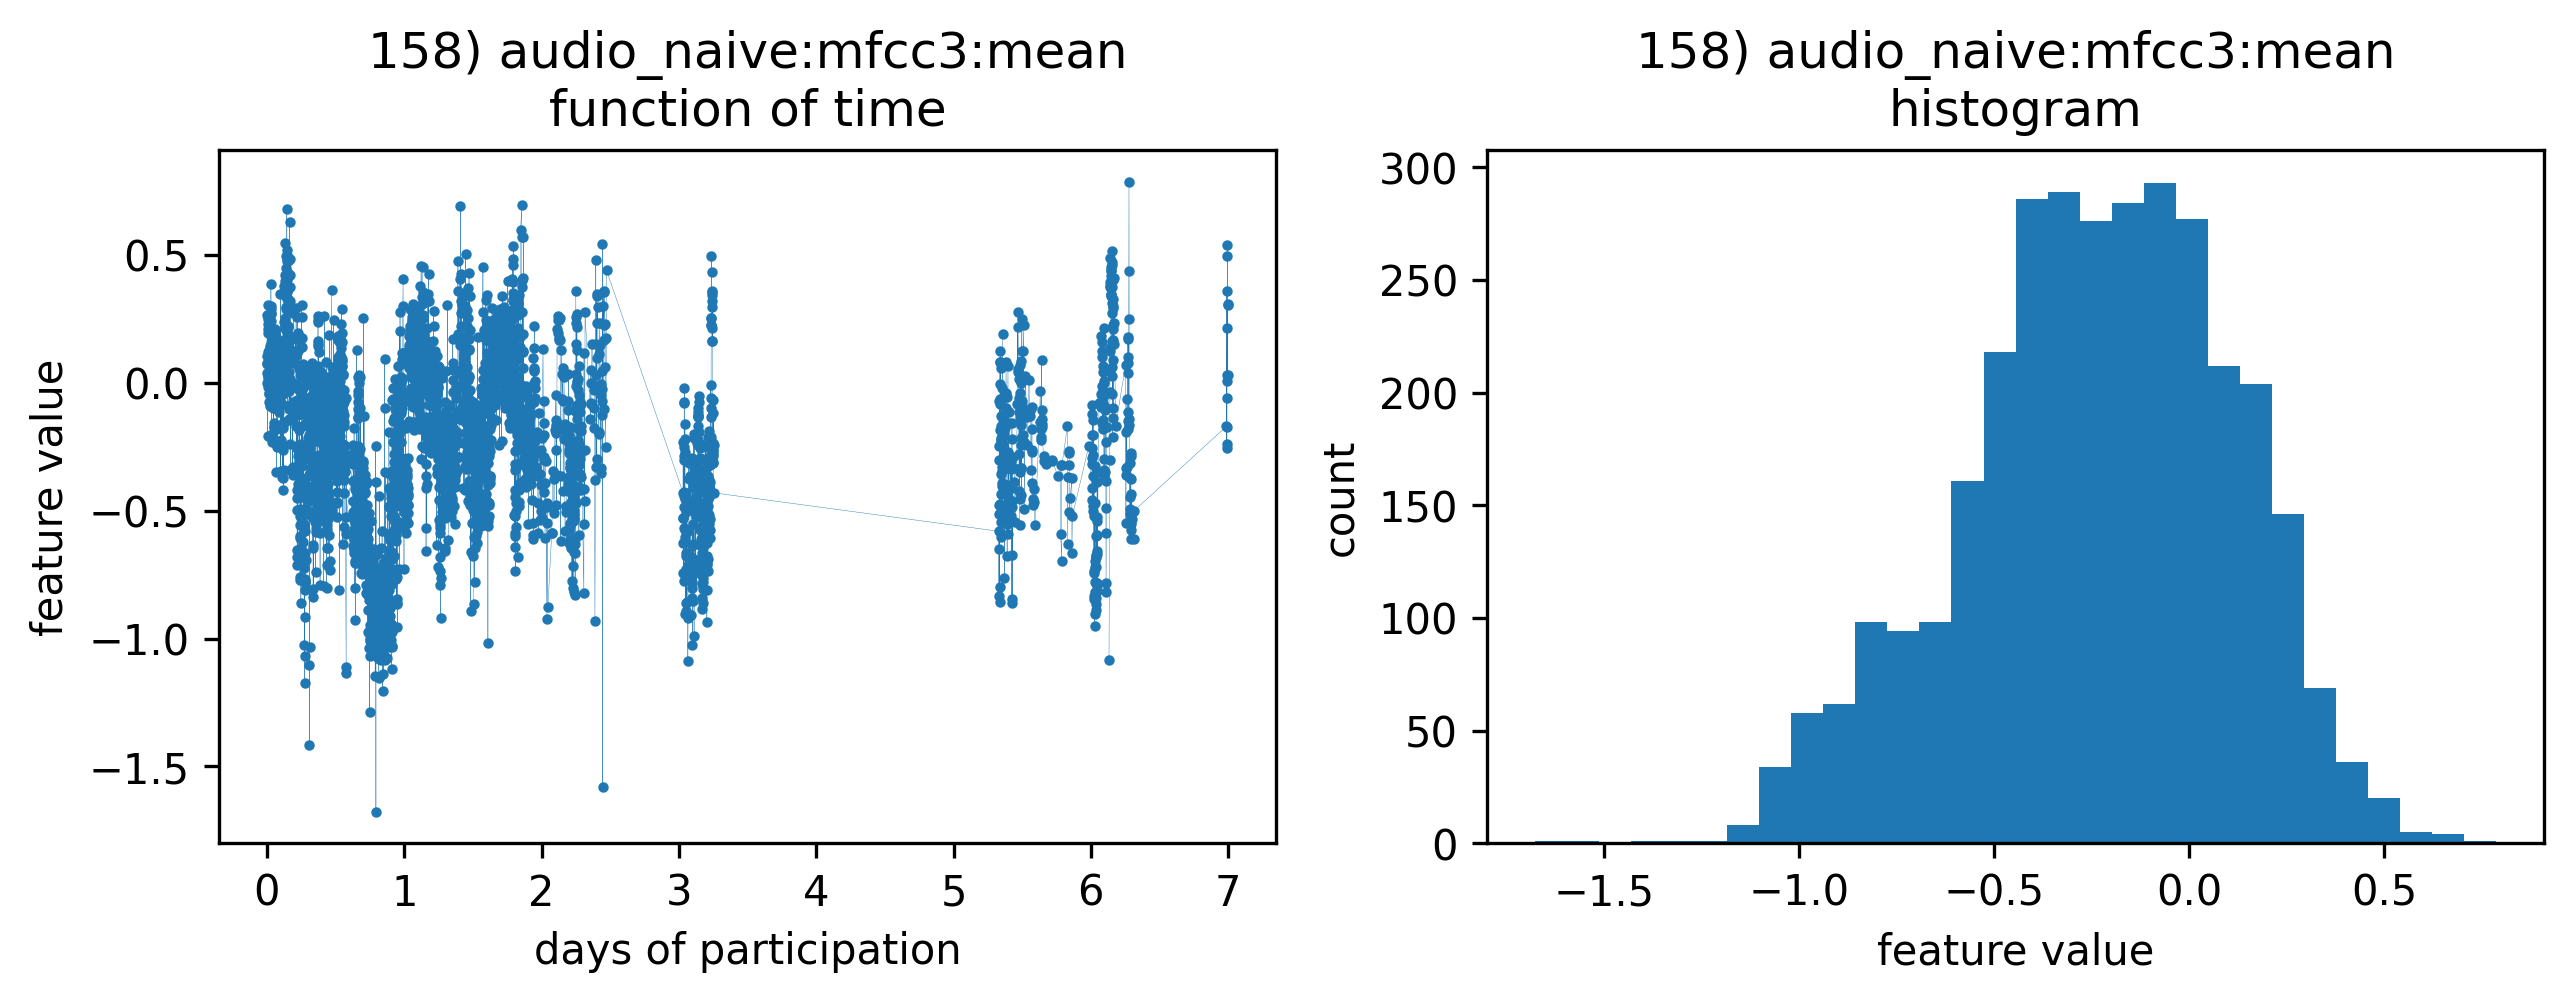 158) audio_naive:mfcc3:mean
function of time
0.5
0.0
−0.5
−1.0
−1.5
feature value
0 1 2 3 4 5 6 7
days of participation
158) audio_naive:mfcc3:mean
histogram
300
250
200
150
100
50
0
count
−1.5 −1.0 −0.5 0.0 0.5
feature value